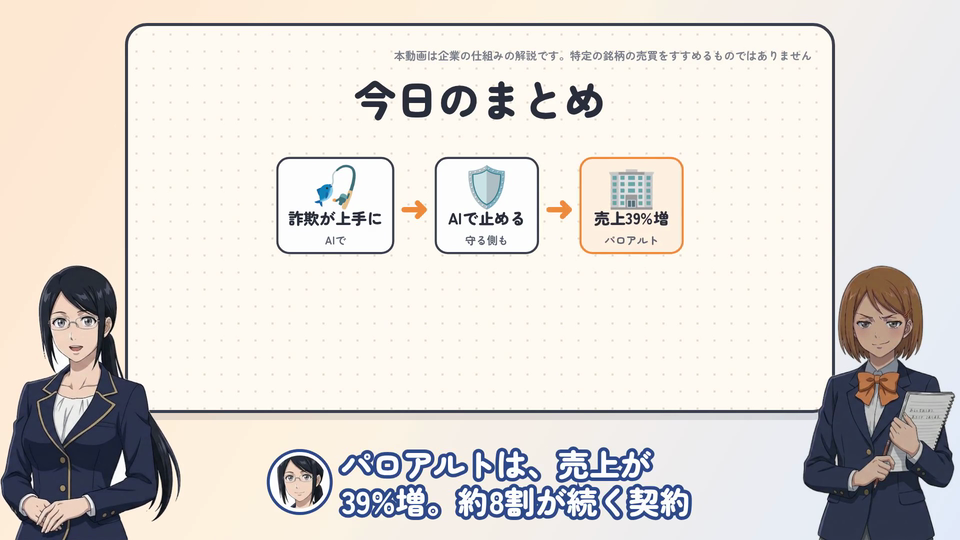 本動画は企業の仕組みの解説です。特定の銘柄の売買をすすめるものではありません
今日のまとめ
詐欺が上手に
AIで
AIで止める
守る側も
売上39%増
パロアルト
パロアルトは、売上が
39%増。約8割が続く契約